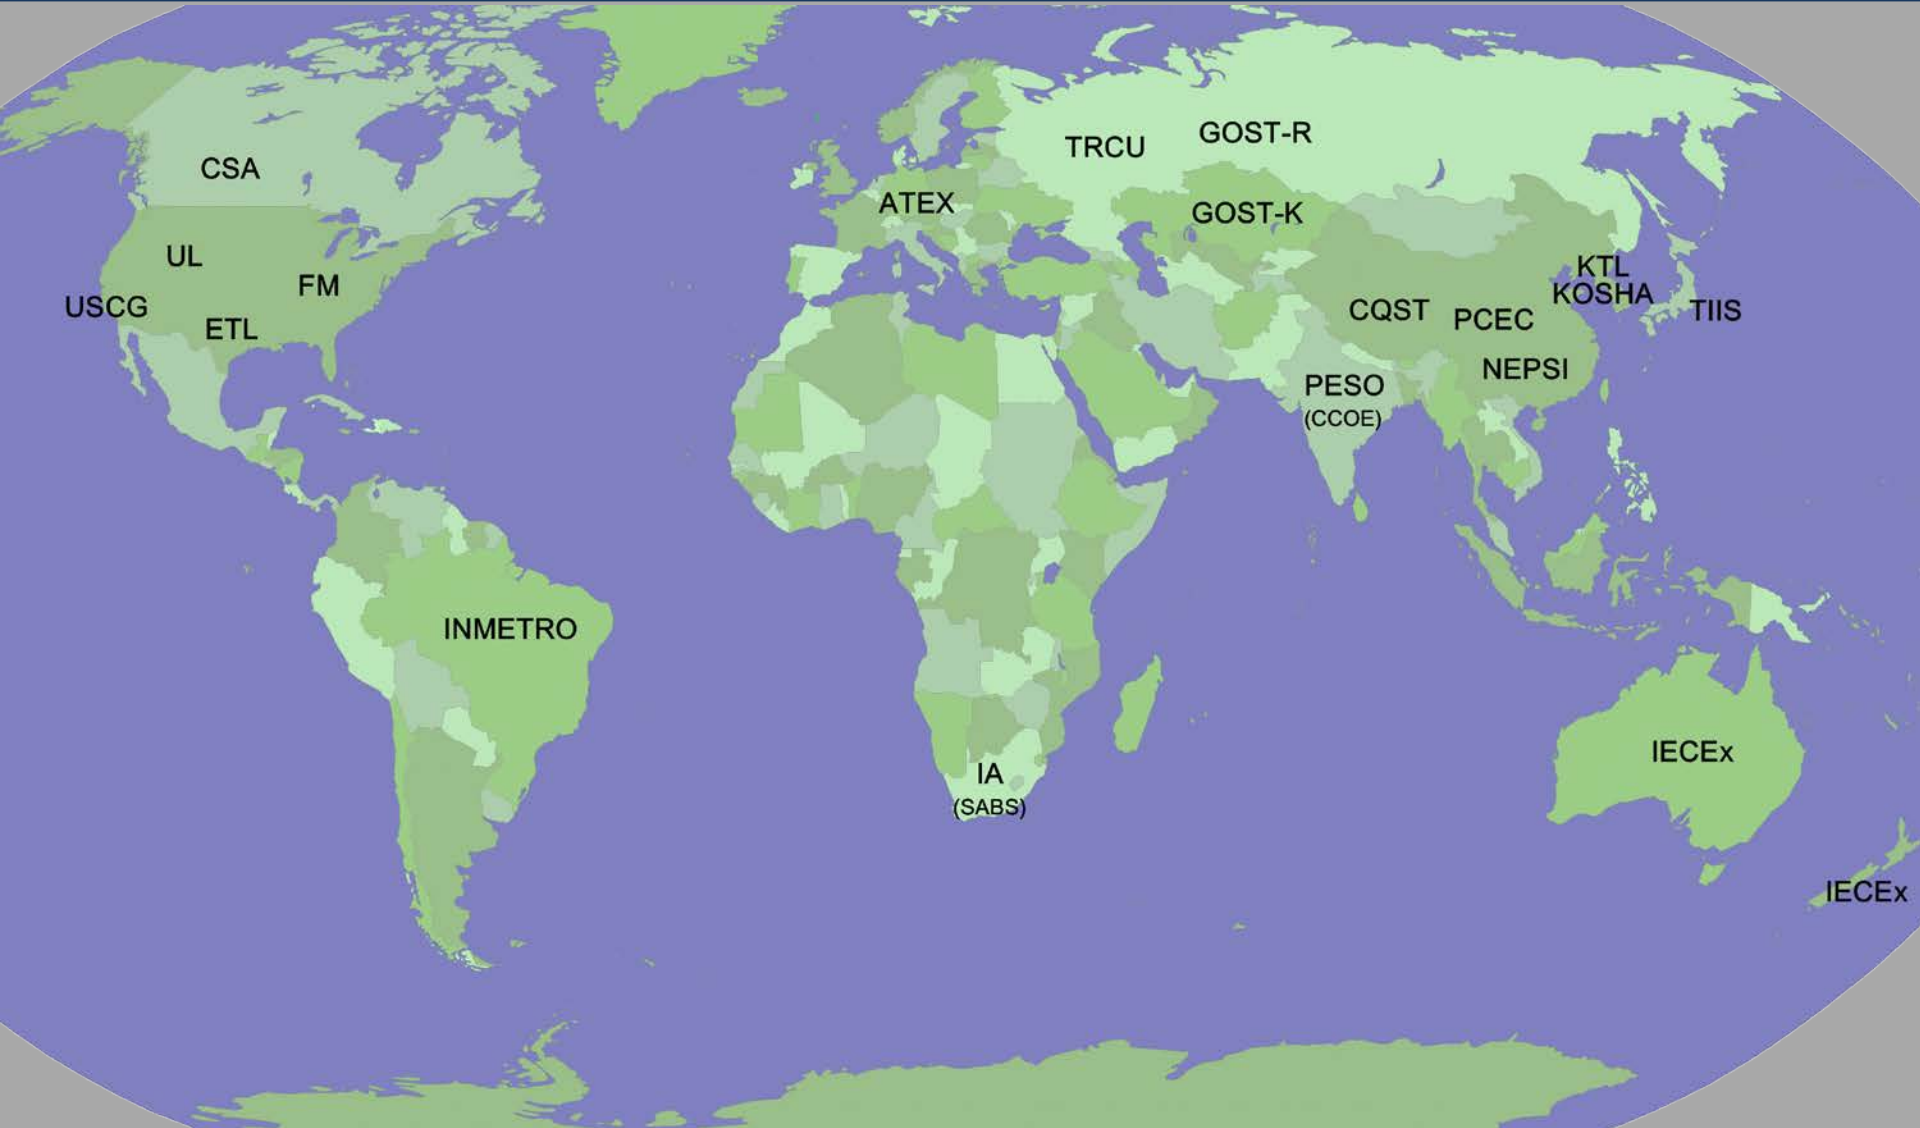 CSA
UL
FM
USCG
ETL
INMETRO
ATEX
TRCU
GOST-R
GOST-K
KTL
KOSHA
TIIS
CQST
PCEC
NEPSI
PESO
(CCOE)
IA
(SABS)
IECEx
IECEx